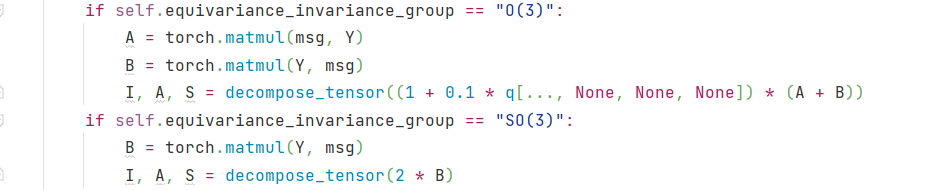 if self.equivariance_invariance_group == "O(3)":
    A = torch.matmul(msg, Y)
    B = torch.matmul(Y, msg)
    I, A, S = decompose_tensor((1 + 0.1 * q[..., None, None, None]) * (A + B))
if self.equivariance_invariance_group == "SO(3)":
    B = torch.matmul(Y, msg)
    I, A, S = decompose_tensor(2 * B)